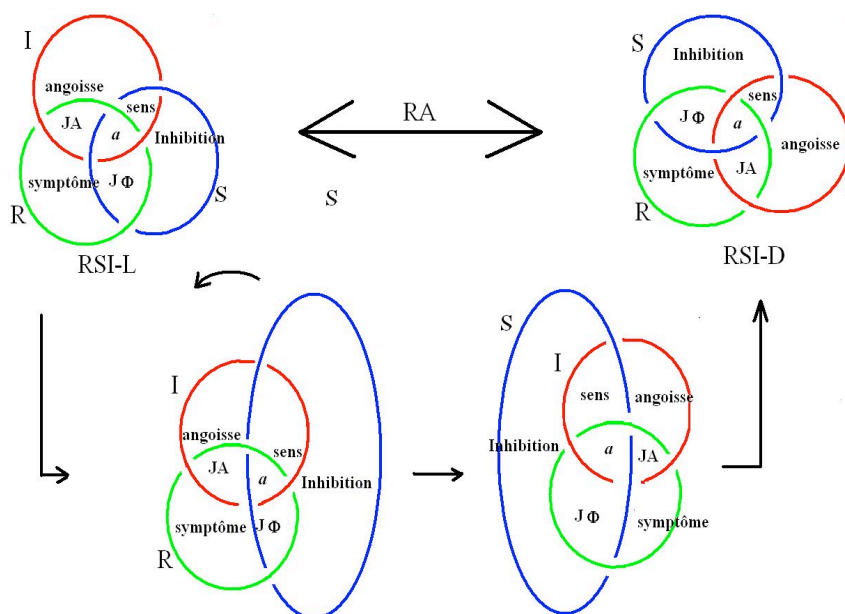 I
angoisse
sens
JA
a
Inhibition
symptôme
JΦ
R
S
RSI-L
RA
S
S
Inhibition
sens
JΦ
a
angoisse
symptôme
JA
R
RSI-D
I
angoisse
sens
JA
a
Inhibition
symptôme
JΦ
R
S
I
sens
angoisse
Inhibition
a
JA
JΦ
symptôme
R